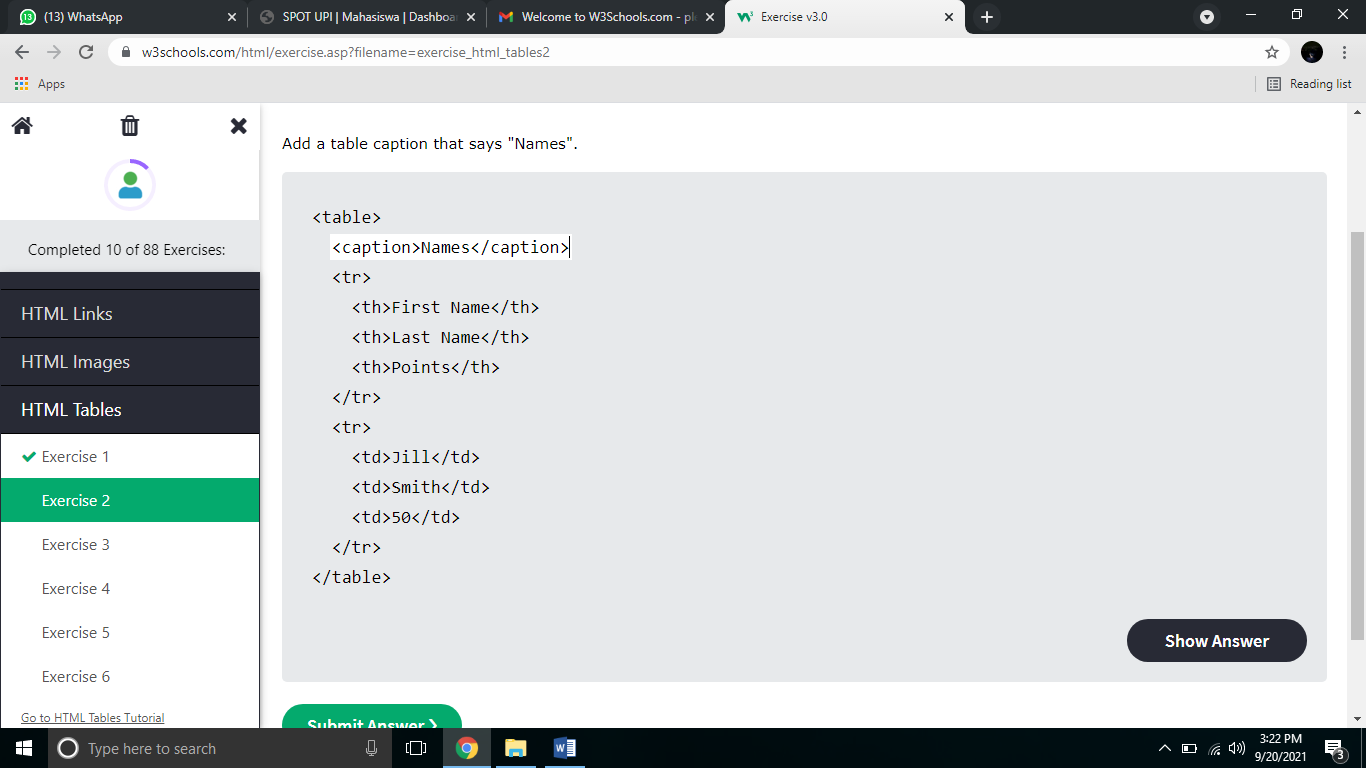 13
(13) WhatsApp
SPOT UPI | Mahasiswa | Dashboa
Welcome to W3Schools.com - pl
Exercise v3.0
w3schools.com/html/exercise.asp?filename=exercise_html_tables2
Apps
Reading list
Completed 10 of 88 Exercises:
HTML Links
HTML Images
HTML Tables
Exercise 1
Exercise 2
Exercise 3
Exercise 4
Exercise 5
Exercise 6
Go to HTML Tables Tutorial
Add a table caption that says "Names".
<table>
<caption>Names</caption>
<tr>
<th>First Name</th>
<th>Last Name</th>
<th>Points</th>
</tr>
<tr>
<td>Jill</td>
<td>Smith</td>
<td>50</td>
</tr>
</table>
Show Answer
Submit Answer ❯
Type here to search
3:22 PM
9/20/2021
3